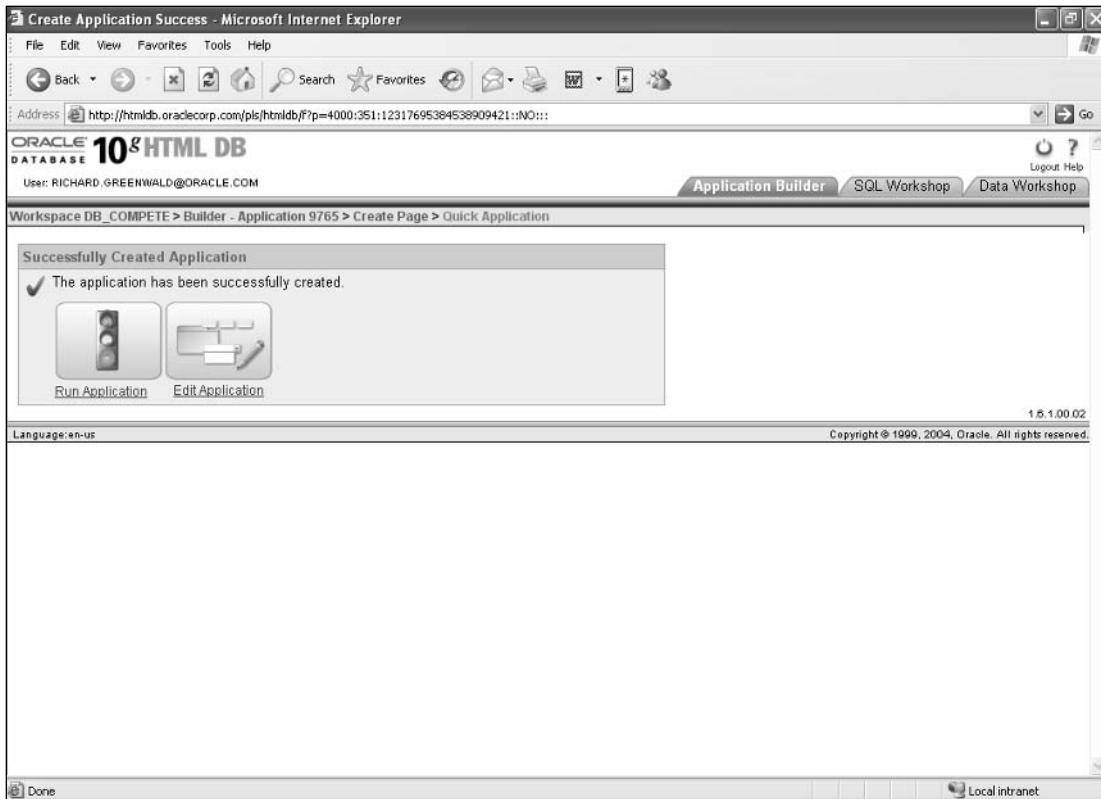 Create Application Success - Microsoft Internet Explorer
File Edit View Favorites Tools Help
Back Search Favorites
Address http://htmldb.oraclecorp.com/pls/htmldb/f?p=4000:351:12317695384538909421::NO::: Go
ORACLE DATABASE 10g HTML DB
Logout Help
User: RICHARD.GREENWALD@ORACLE.COM
Application Builder SQL Workshop Data Workshop
Workspace DB_COMPETE > Builder - Application 9765 > Create Page > Quick Application
Successfully Created Application
The application has been successfully created.
Run Application Edit Application
1.6.1.00.02
Language:en-us Copyright © 1999, 2004, Oracle. All rights reserved.
Done Local intranet